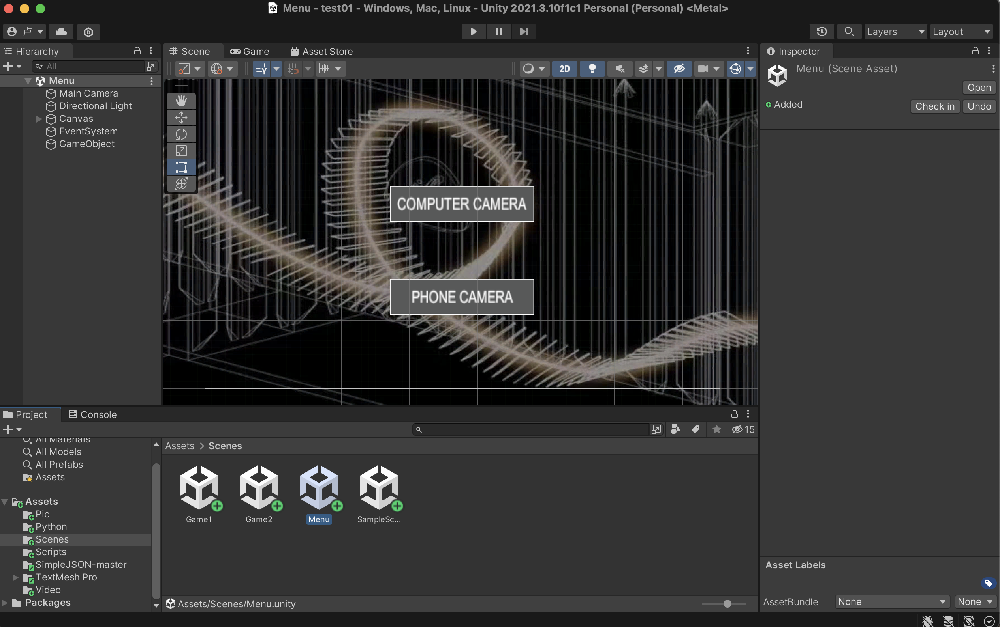 Menu - test01 - Windows, Mac, Linux - Unity 2021.3.10f1c1 Personal (Personal) <Metal>
卢
Layers
Layout
Hierarchy
All
Menu
Main Camera
Directional Light
Canvas
EventSystem
GameObject
Scene
Game
Asset Store
2D
COMPUTER CAMERA
PHONE CAMERA
Inspector
Menu (Scene Asset)
Open
Added
Check in
Undo
Project
Console
15
All Materials
All Models
All Prefabs
Assets
Assets
Pic
Python
Scenes
Scripts
SimpleJSON-master
TextMesh Pro
Video
Packages
Assets > Scenes
Game1
Game2
Menu
SampleSc...
Assets/Scenes/Menu.unity
Asset Labels
AssetBundle
None
None